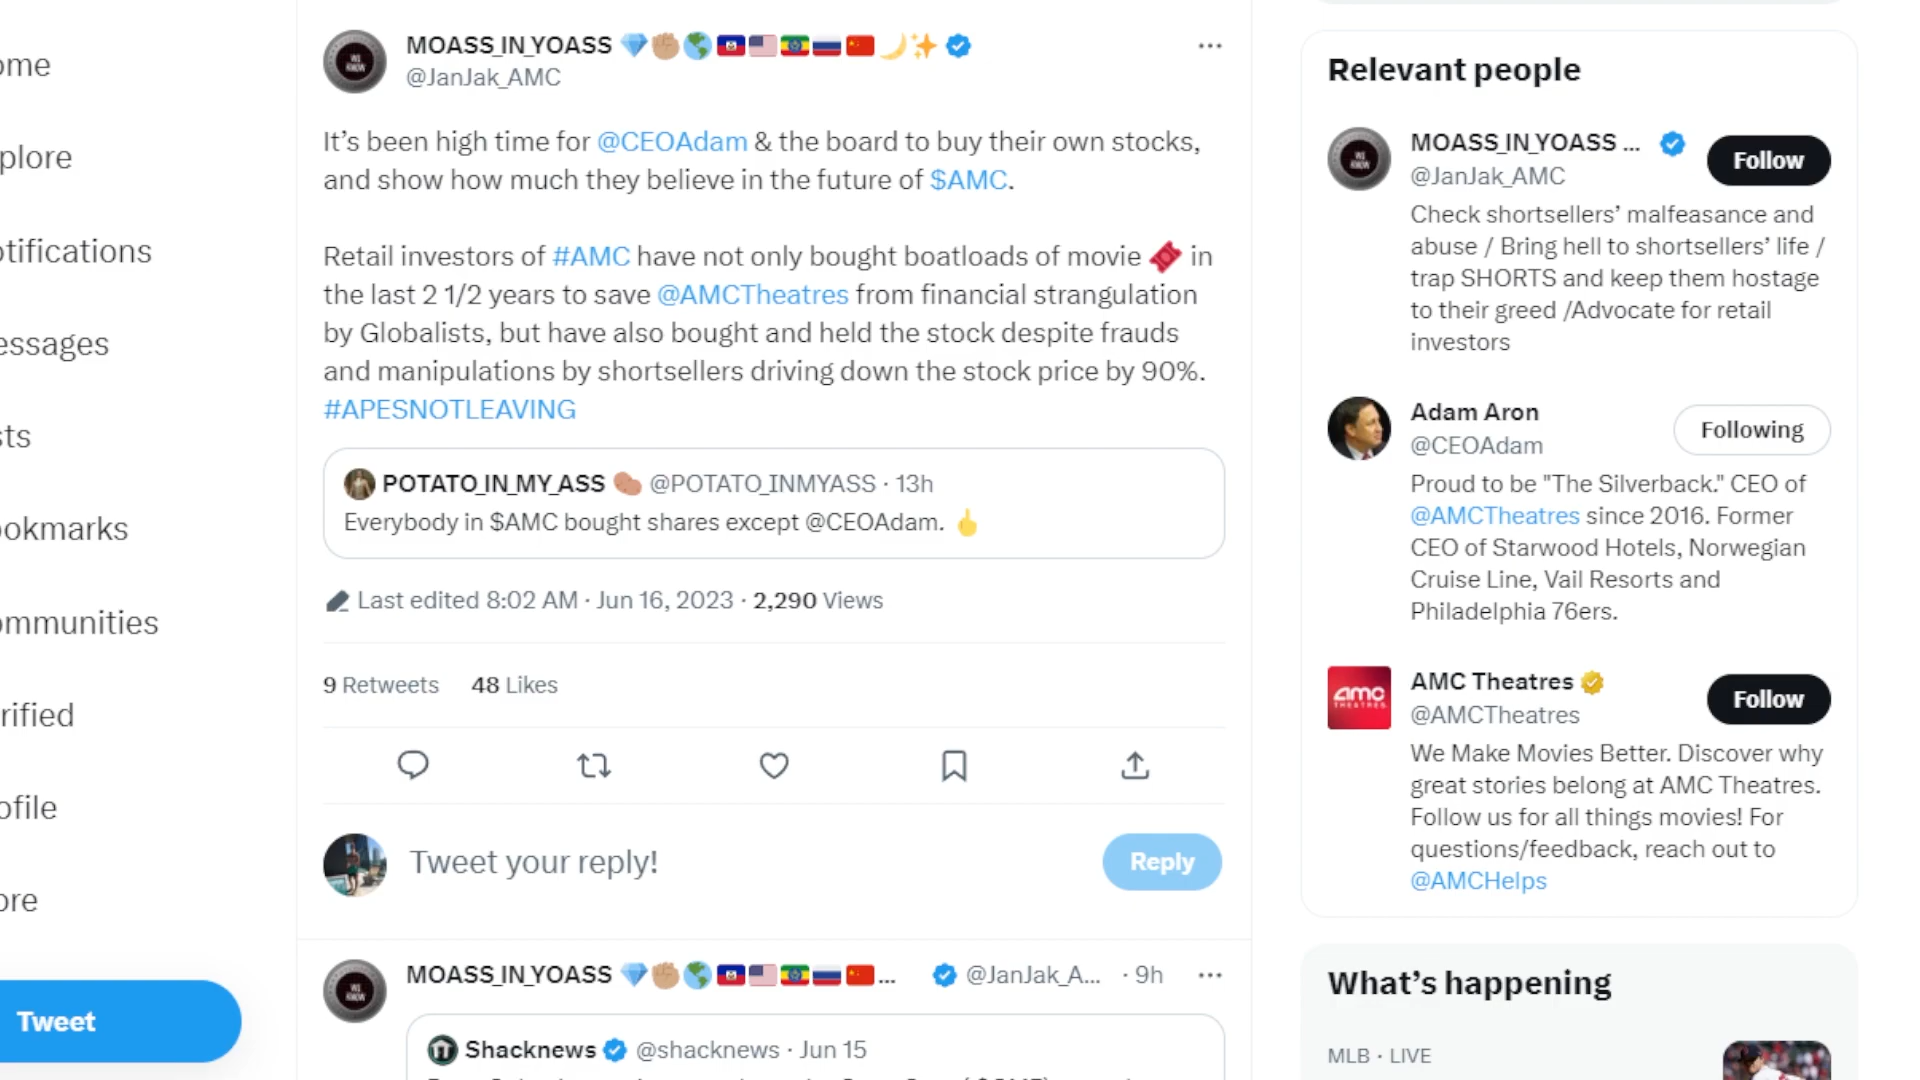 ome
plore
otifications
essages
sts
ookmarks
ommunities
rified
ofile
ore
Tweet
MOASS_IN_YOASS
@JanJak_AMC
It’s been high time for @CEOAdam & the board to buy their own stocks,
and show how much they believe in the future of $AMC.
Retail investors of #AMC have not only bought boatloads of movie in
the last 2 1/2 years to save @AMCTheatres from financial strangulation
by Globalists, but have also bought and held the stock despite frauds
and manipulations by shortsellers driving down the stock price by 90%.
#APESNOTLEAVING
POTATO_IN_MY_ASS @POTATO_INMYASS · 13h
Everybody in $AMC bought shares except @CEOAdam.
Last edited 8:02 AM · Jun 16, 2023 · 2,290 Views
9 Retweets 48 Likes
Tweet your reply!
Reply
MOASS_IN_YOASS ... @JanJak_A... · 9h
Shacknews @shacknews · Jun 15
Relevant people
MOASS_IN_YOASS ...
@JanJak_AMC
Follow
Check shortsellers’ malfeasance and
abuse / Bring hell to shortsellers’ life /
trap SHORTS and keep them hostage
to their greed /Advocate for retail
investors
Adam Aron
@CEOAdam
Following
Proud to be "The Silverback." CEO of
@AMCTheatres since 2016. Former
CEO of Starwood Hotels, Norwegian
Cruise Line, Vail Resorts and
Philadelphia 76ers.
amc
THEATRES
AMC Theatres
@AMCTheatres
Follow
We Make Movies Better. Discover why
great stories belong at AMC Theatres.
Follow us for all things movies! For
questions/feedback, reach out to
@AMCHelps
What’s happening
MLB · LIVE